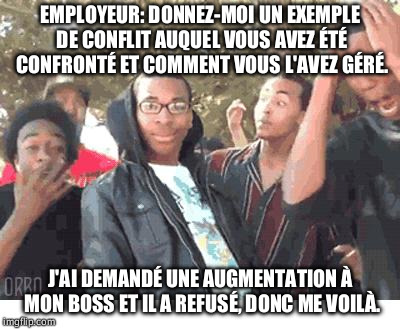 EMPLOYEUR: DONNEZ-MOI UN EXEMPLE
DE CONFLIT AUQUEL VOUS AVEZ ÉTÉ
CONFRONTÉ ET COMMENT VOUS L'AVEZ GÉRÉ.
J'AI DEMANDÉ UNE AUGMENTATION À
MON BOSS ET IL A REFUSÉ, DONC ME VOILÀ.
imgflip.com